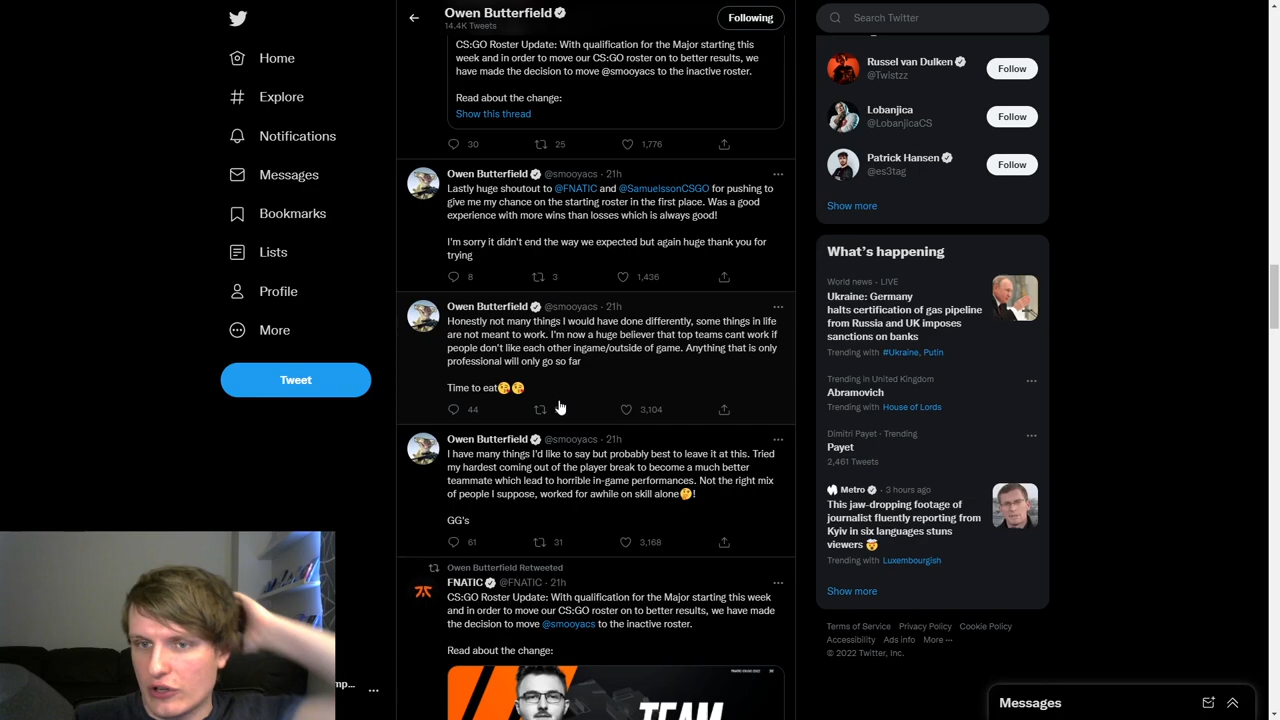 Home
Explore
Notifications
Messages
Bookmarks
Lists
Profile
More
Tweet
mp...
Owen Butterfield
14.4K Tweets
Following
CS:GO Roster Update: With qualification for the Major starting this
week and in order to move our CS:GO roster on to better results, we
have made the decision to move @smooyacs to the inactive roster.
Read about the change:
Show this thread
30 25 1,776
Owen Butterfield @smooyacs · 21h
Lastly huge shoutout to @FNATIC and @SamuelssonCSGO for pushing to
give me my chance on the starting roster in the first place. Was a good
experience with more wins than losses which is always good!
I'm sorry it didn't end the way we expected but again huge thank you for
trying
8 3 1,436
Owen Butterfield @smooyacs · 21h
Honestly not many things I would have done differently, some things in life
are not meant to work. I'm now a huge believer that top teams cant work if
people don't like each other ingame/outside of game. Anything that is only
professional will only go so far
Time to eat😘😘
44 3,104
Owen Butterfield @smooyacs · 21h
I have many things I'd like to say but probably best to leave it at this. Tried
my hardest coming out of the player break to become a much better
teammate which lead to horrible in-game performances. Not the right mix
of people I suppose, worked for awhile on skill alone🤔!
GG's
61 31 3,168
Owen Butterfield Retweeted
FNATIC @FNATIC · 21h
CS:GO Roster Update: With qualification for the Major starting this week
and in order to move our CS:GO roster on to better results, we have made
the decision to move @smooyacs to the inactive roster.
Read about the change:
TEAM
Search Twitter
Russel van Dulken
@Twistzz
Follow
Lobanjica
@LobanjicaCS
Follow
Patrick Hansen
@es3tag
Follow
Show more
What's happening
World news · LIVE
Ukraine: Germany
halts certification of gas pipeline
from Russia and UK imposes
sanctions on banks
Trending with #Ukraine, Putin
Trending in United Kingdom
Abramovich
Trending with House of Lords
Dimitri Payet · Trending
Payet
2,461 Tweets
Metro · 3 hours ago
This jaw-dropping footage of
journalist fluently reporting from
Kyiv in six languages stuns
viewers 🤯
Trending with Luxembourgish
Show more
Terms of Service Privacy Policy Cookie Policy
Accessibility Ads info More ···
© 2022 Twitter, Inc.
Messages